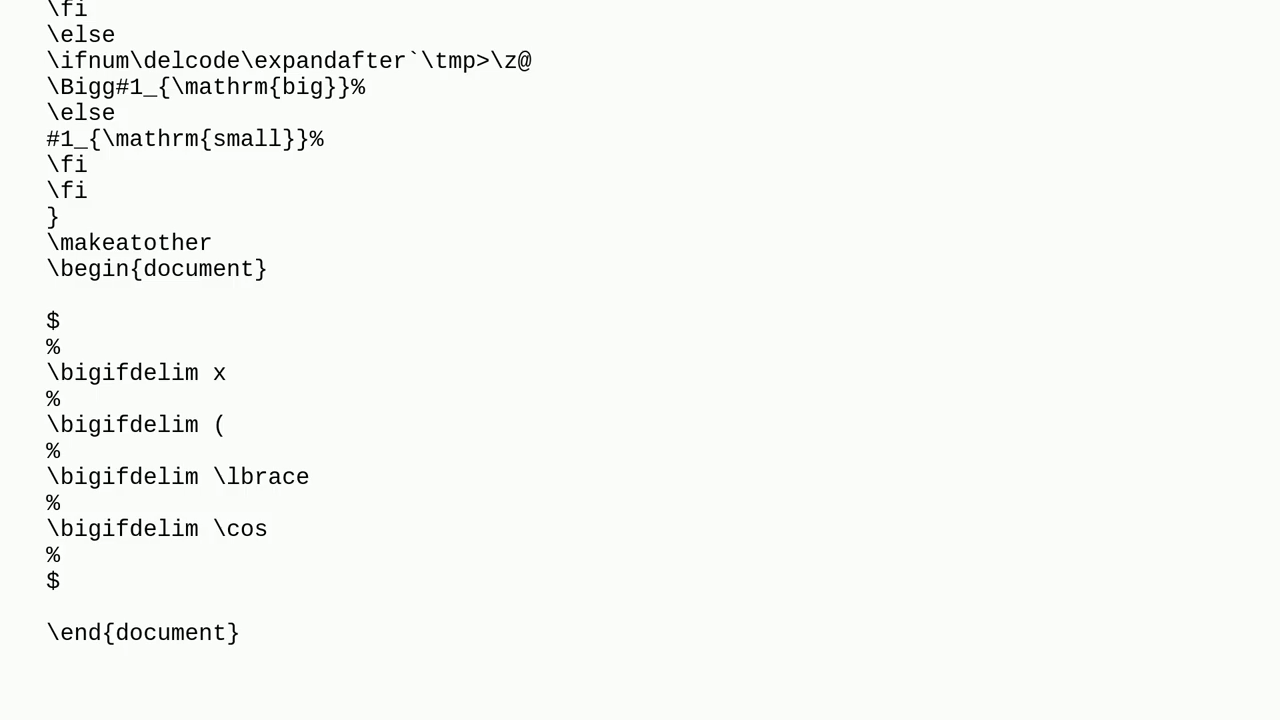 \fi
\else
\ifnum\delcode\expandafter`\tmp>\z@
\Bigg#1_{\mathrm{big}}%
\else
#1_{\mathrm{small}}%
\fi
\fi
}
\makeatother
\begin{document}
$
%
\bigifdelim x
%
\bigifdelim (
%
\bigifdelim \lbrace
%
\bigifdelim \cos
%
$
\end{document}